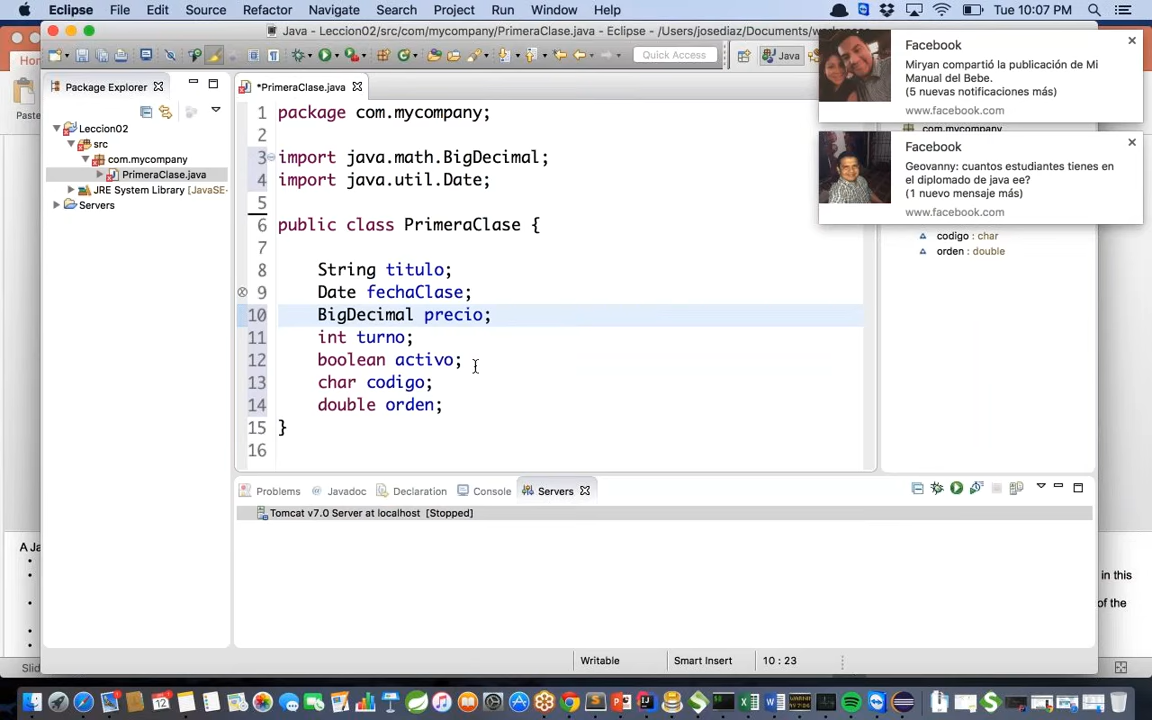 Eclipse File Edit Source Refactor Navigate Search Project Run Window Help
Tue 10:07 PM
Java - Leccion02/src/com/mycompany/PrimeraClase.java - Eclipse - /Users/josediaz/Documents/
Quick Access
Java
Paste
Package Explorer
*PrimeraClase.java
Leccion02
src
com.mycompany
PrimeraClase.java
JRE System Library [JavaSE-
Servers
1 package com.mycompany;
2
3 import java.math.BigDecimal;
4 import java.util.Date;
5
6 public class PrimeraClase {
7
8 String titulo;
9 Date fechaClase;
10 BigDecimal precio;
11 int turno;
12 boolean activo;
13 char codigo;
14 double orden;
15 }
16
Facebook
Miryan compartió la publicación de Mi
Manual del Bebe.
(5 nuevas notificaciones más)
www.facebook.com
com.mycompany
Facebook
Geovanny: cuantos estudiantes tienes en
el diplomado de java ee?
(1 nuevo mensaje más)
www.facebook.com
codigo : char
orden : double
Problems
@ Javadoc
Declaration
Console
Servers
Tomcat v7.0 Server at localhost [Stopped]
Writable
Smart Insert
10 : 23
A Ja
in this
of the
Slid